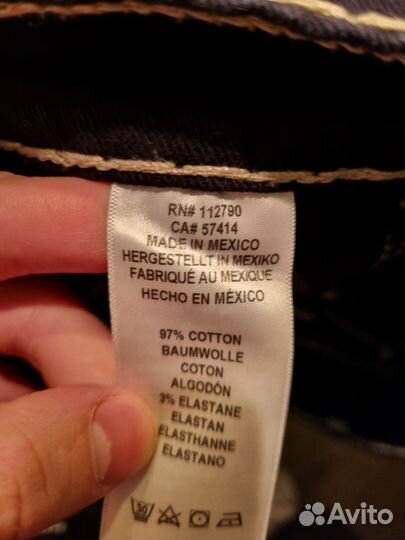 RN# 112790
CA# 57414
MADE IN MEXICO
HERGESTELLT IN MEXIKO
FABRIQUÉ AU MEXIQUE
HECHO EN MÉXICO
97% COTTON
BAUMWOLLE
COTON
ALGODÓN
3% ELASTANE
ELASTAN
ELASTHANNE
ELASTANO
30
Avito